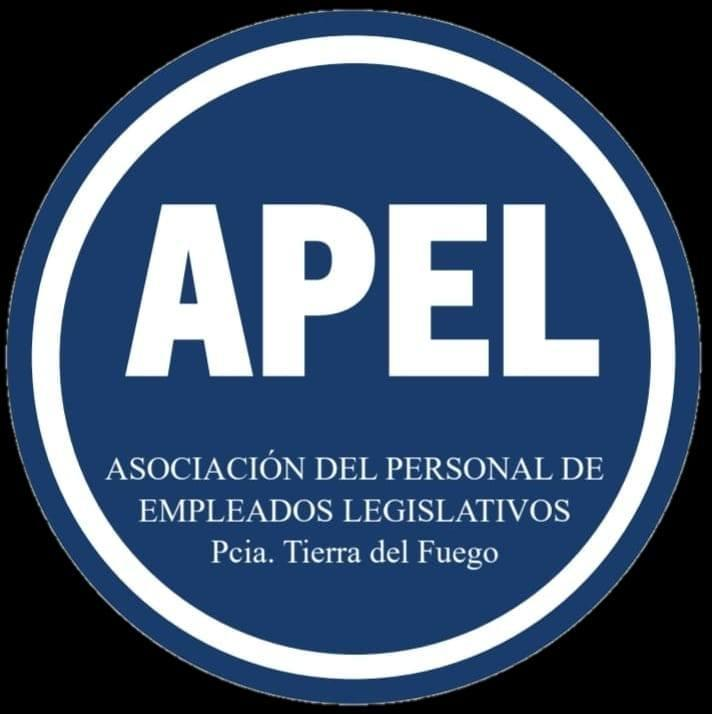 APEL
ASOCIACIÓN DEL PERSONAL DE
EMPLEADOS LEGISLATIVOS
Pcia. Tierra del Fuego